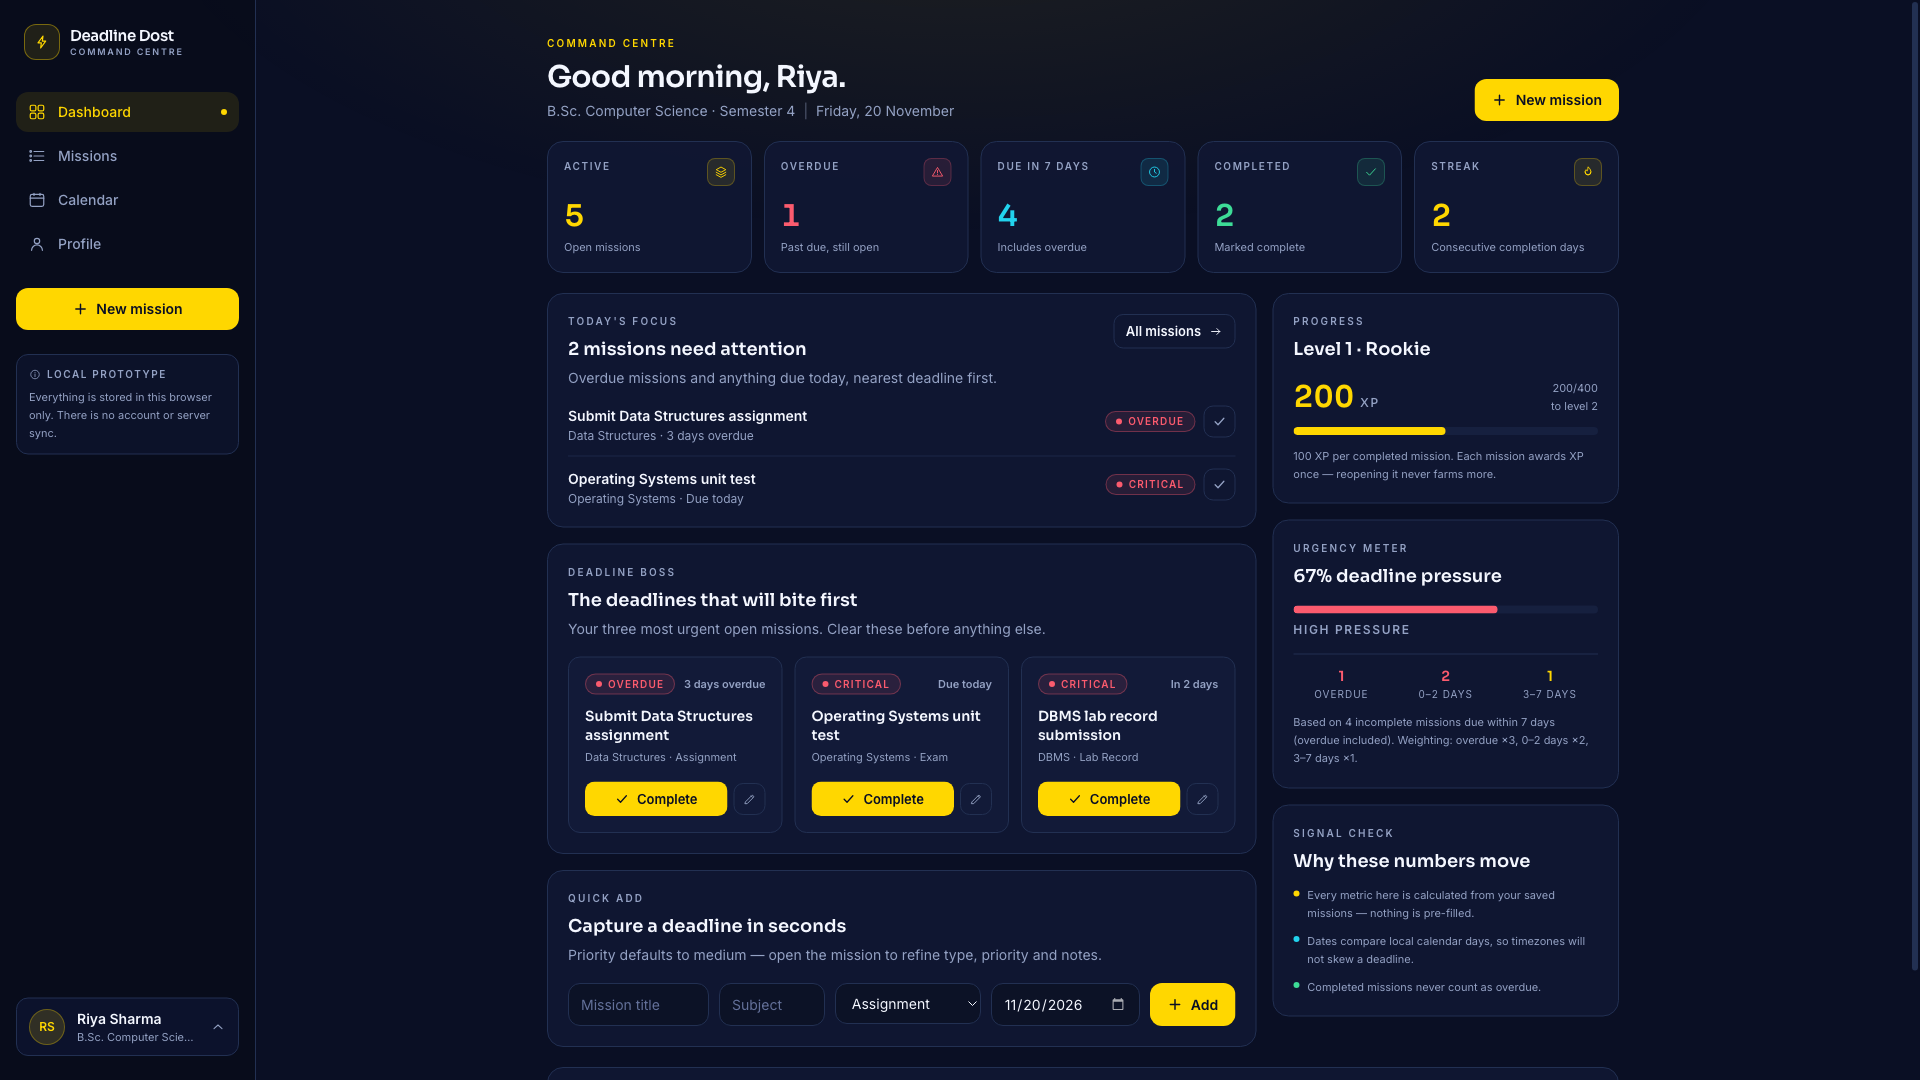 Deadline Dost
COMMAND CENTRE
Dashboard
Missions
Calendar
Profile
New mission
LOCAL PROTOTYPE
Everything is stored in this browser
only. There is no account or server
sync.
RS
Riya Sharma
B.Sc. Computer Scie...
COMMAND CENTRE
Good morning, Riya.
B.Sc. Computer Science · Semester 4 | Friday, 20 November
New mission
ACTIVE
5
Open missions
OVERDUE
1
Past due, still open
DUE IN 7 DAYS
4
Includes overdue
COMPLETED
2
Marked complete
STREAK
2
Consecutive completion days
TODAY'S FOCUS
2 missions need attention
Overdue missions and anything due today, nearest deadline first.
All missions →
Submit Data Structures assignment
Data Structures · 3 days overdue
OVERDUE
Operating Systems unit test
Operating Systems · Due today
CRITICAL
DEADLINE BOSS
The deadlines that will bite first
Your three most urgent open missions. Clear these before anything else.
OVERDUE 3 days overdue
Submit Data Structures
assignment
Data Structures · Assignment
Complete
CRITICAL Due today
Operating Systems unit
test
Operating Systems · Exam
Complete
CRITICAL In 2 days
DBMS lab record
submission
DBMS · Lab Record
Complete
QUICK ADD
Capture a deadline in seconds
Priority defaults to medium — open the mission to refine type, priority and notes.
Mission title
Subject
Assignment
11/20/2026
Add
PROGRESS
Level 1 · Rookie
200 XP
200/400
to level 2
100 XP per completed mission. Each mission awards XP
once — reopening it never farms more.
URGENCY METER
67% deadline pressure
HIGH PRESSURE
1
OVERDUE
2
0–2 DAYS
1
3–7 DAYS
Based on 4 incomplete missions due within 7 days
(overdue included). Weighting: overdue ×3, 0–2 days ×2,
3–7 days ×1.
SIGNAL CHECK
Why these numbers move
Every metric here is calculated from your saved
missions — nothing is pre-filled.
Dates compare local calendar days, so timezones will
not skew a deadline.
Completed missions never count as overdue.